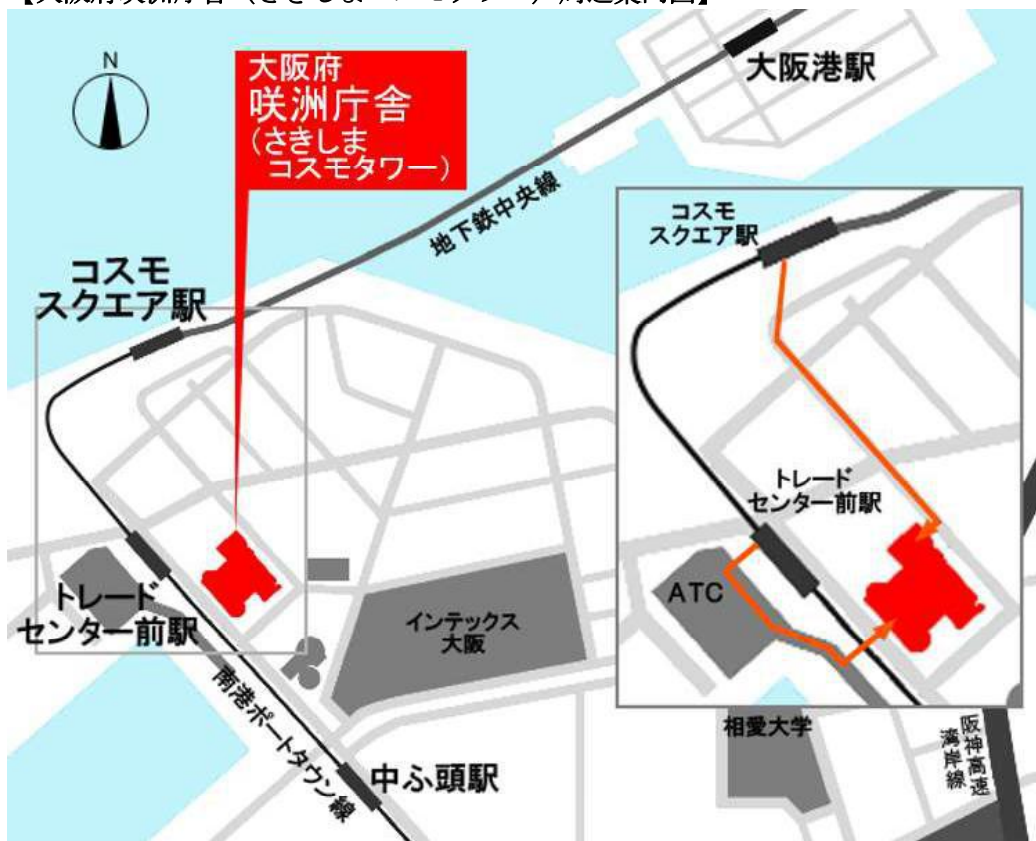 N
大阪府
咲洲庁舎
(さきしま
コスモタワー)
大阪港駅
地下鉄中央線
コスモ
スクエア駅
トレード
センター前駅
南港ポートタウン線
中ふ頭駅
インテックス
大阪
コスモ
スクエア駅
トレード
センター前駅
ATC
相愛大学
阪神高速
湾岸線